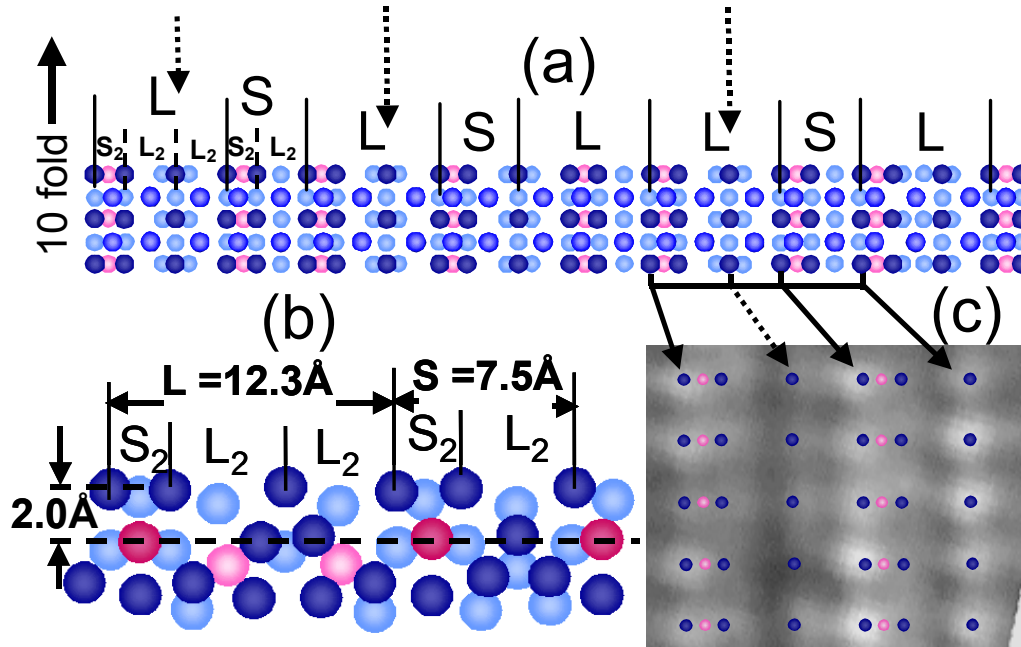 (a)
L S L S L L S L
S₂ L₂ L₂ S₂ L₂
10 fold
(b)
(c)
L =12.3Å S =7.5Å
S₂ L₂ L₂ S₂ L₂
2.0Å